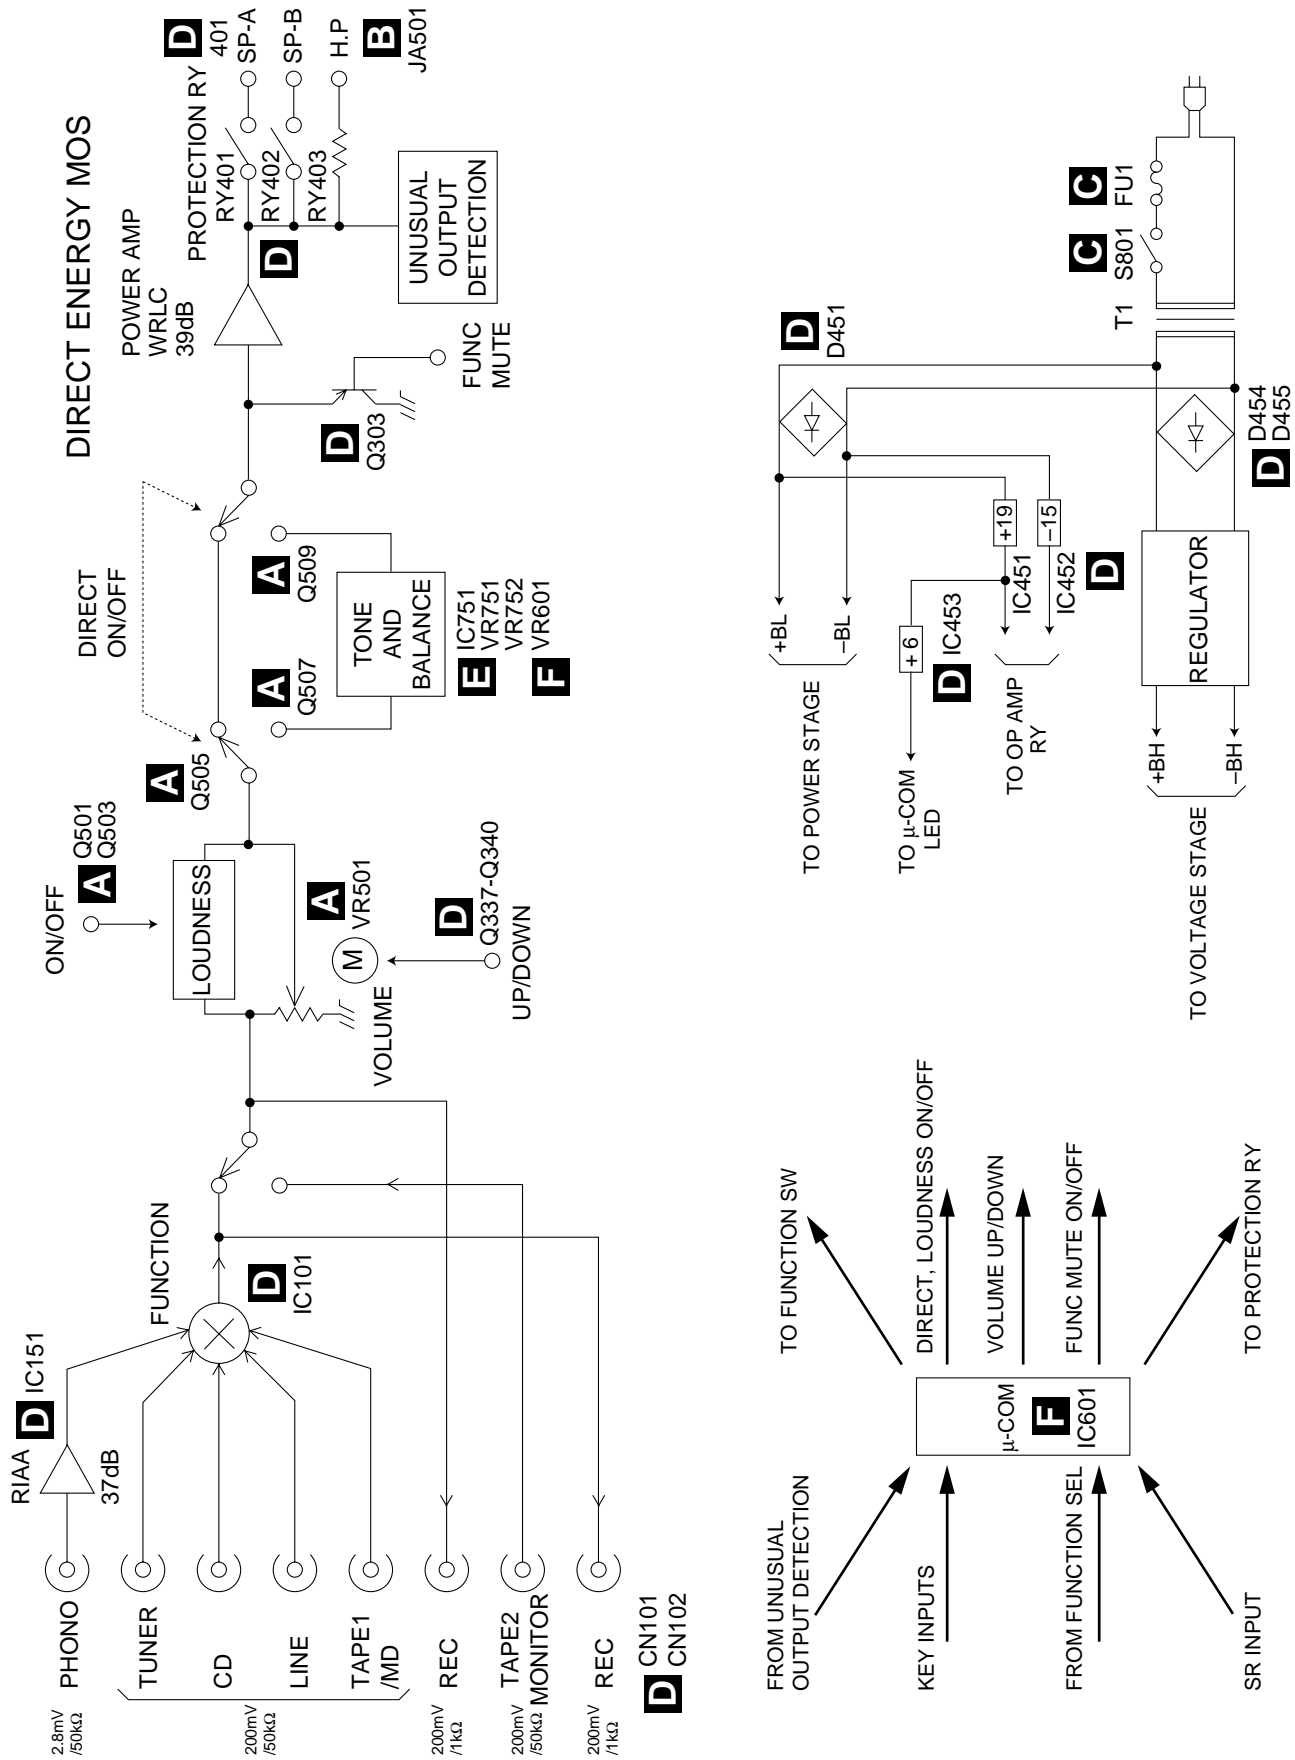 DIRECT ENERGY MOS
PHONO
2.8mV
/50kΩ
RIAA
D IC151
37dB
TUNER
CD
LINE
TAPE1
/MD
200mV
/50kΩ
REC
200mV
/1kΩ
TAPE2
MONITOR
200mV
/50kΩ
REC
200mV
/1kΩ
D CN101
CN102
FUNCTION
D
IC101
ON/OFF
A Q501
Q503
LOUDNESS
A
VR501
M
VOLUME
D
Q337-Q340
UP/DOWN
DIRECT
ON/OFF
A
Q505
A
Q507
A
Q509
TONE
AND
BALANCE
E IC751
VR751
VR752
F VR601
POWER AMP
WRLC
39dB
D
Q303
FUNC
MUTE
D
PROTECTION RY
D
401
RY401
SP-A
RY402
SP-B
RY403
H.P
B
JA501
UNUSUAL
OUTPUT
DETECTION
FROM UNUSUAL
OUTPUT DETECTION
KEY INPUTS
FROM FUNCTION SEL
SR INPUT
μ-COM
F
IC601
TO FUNCTION SW
DIRECT, LOUDNESS ON/OFF
VOLUME UP/DOWN
FUNC MUTE ON/OFF
TO PROTECTION RY
TO POWER STAGE
+BL
–BL
D
D451
TO μ-COM
LED
+ 6
D IC453
TO OP AMP
RY
+19
IC451
–15
IC452
D
TO VOLTAGE STAGE
+BH
–BH
REGULATOR
D D454
D455
T1
C
S801
C
FU1